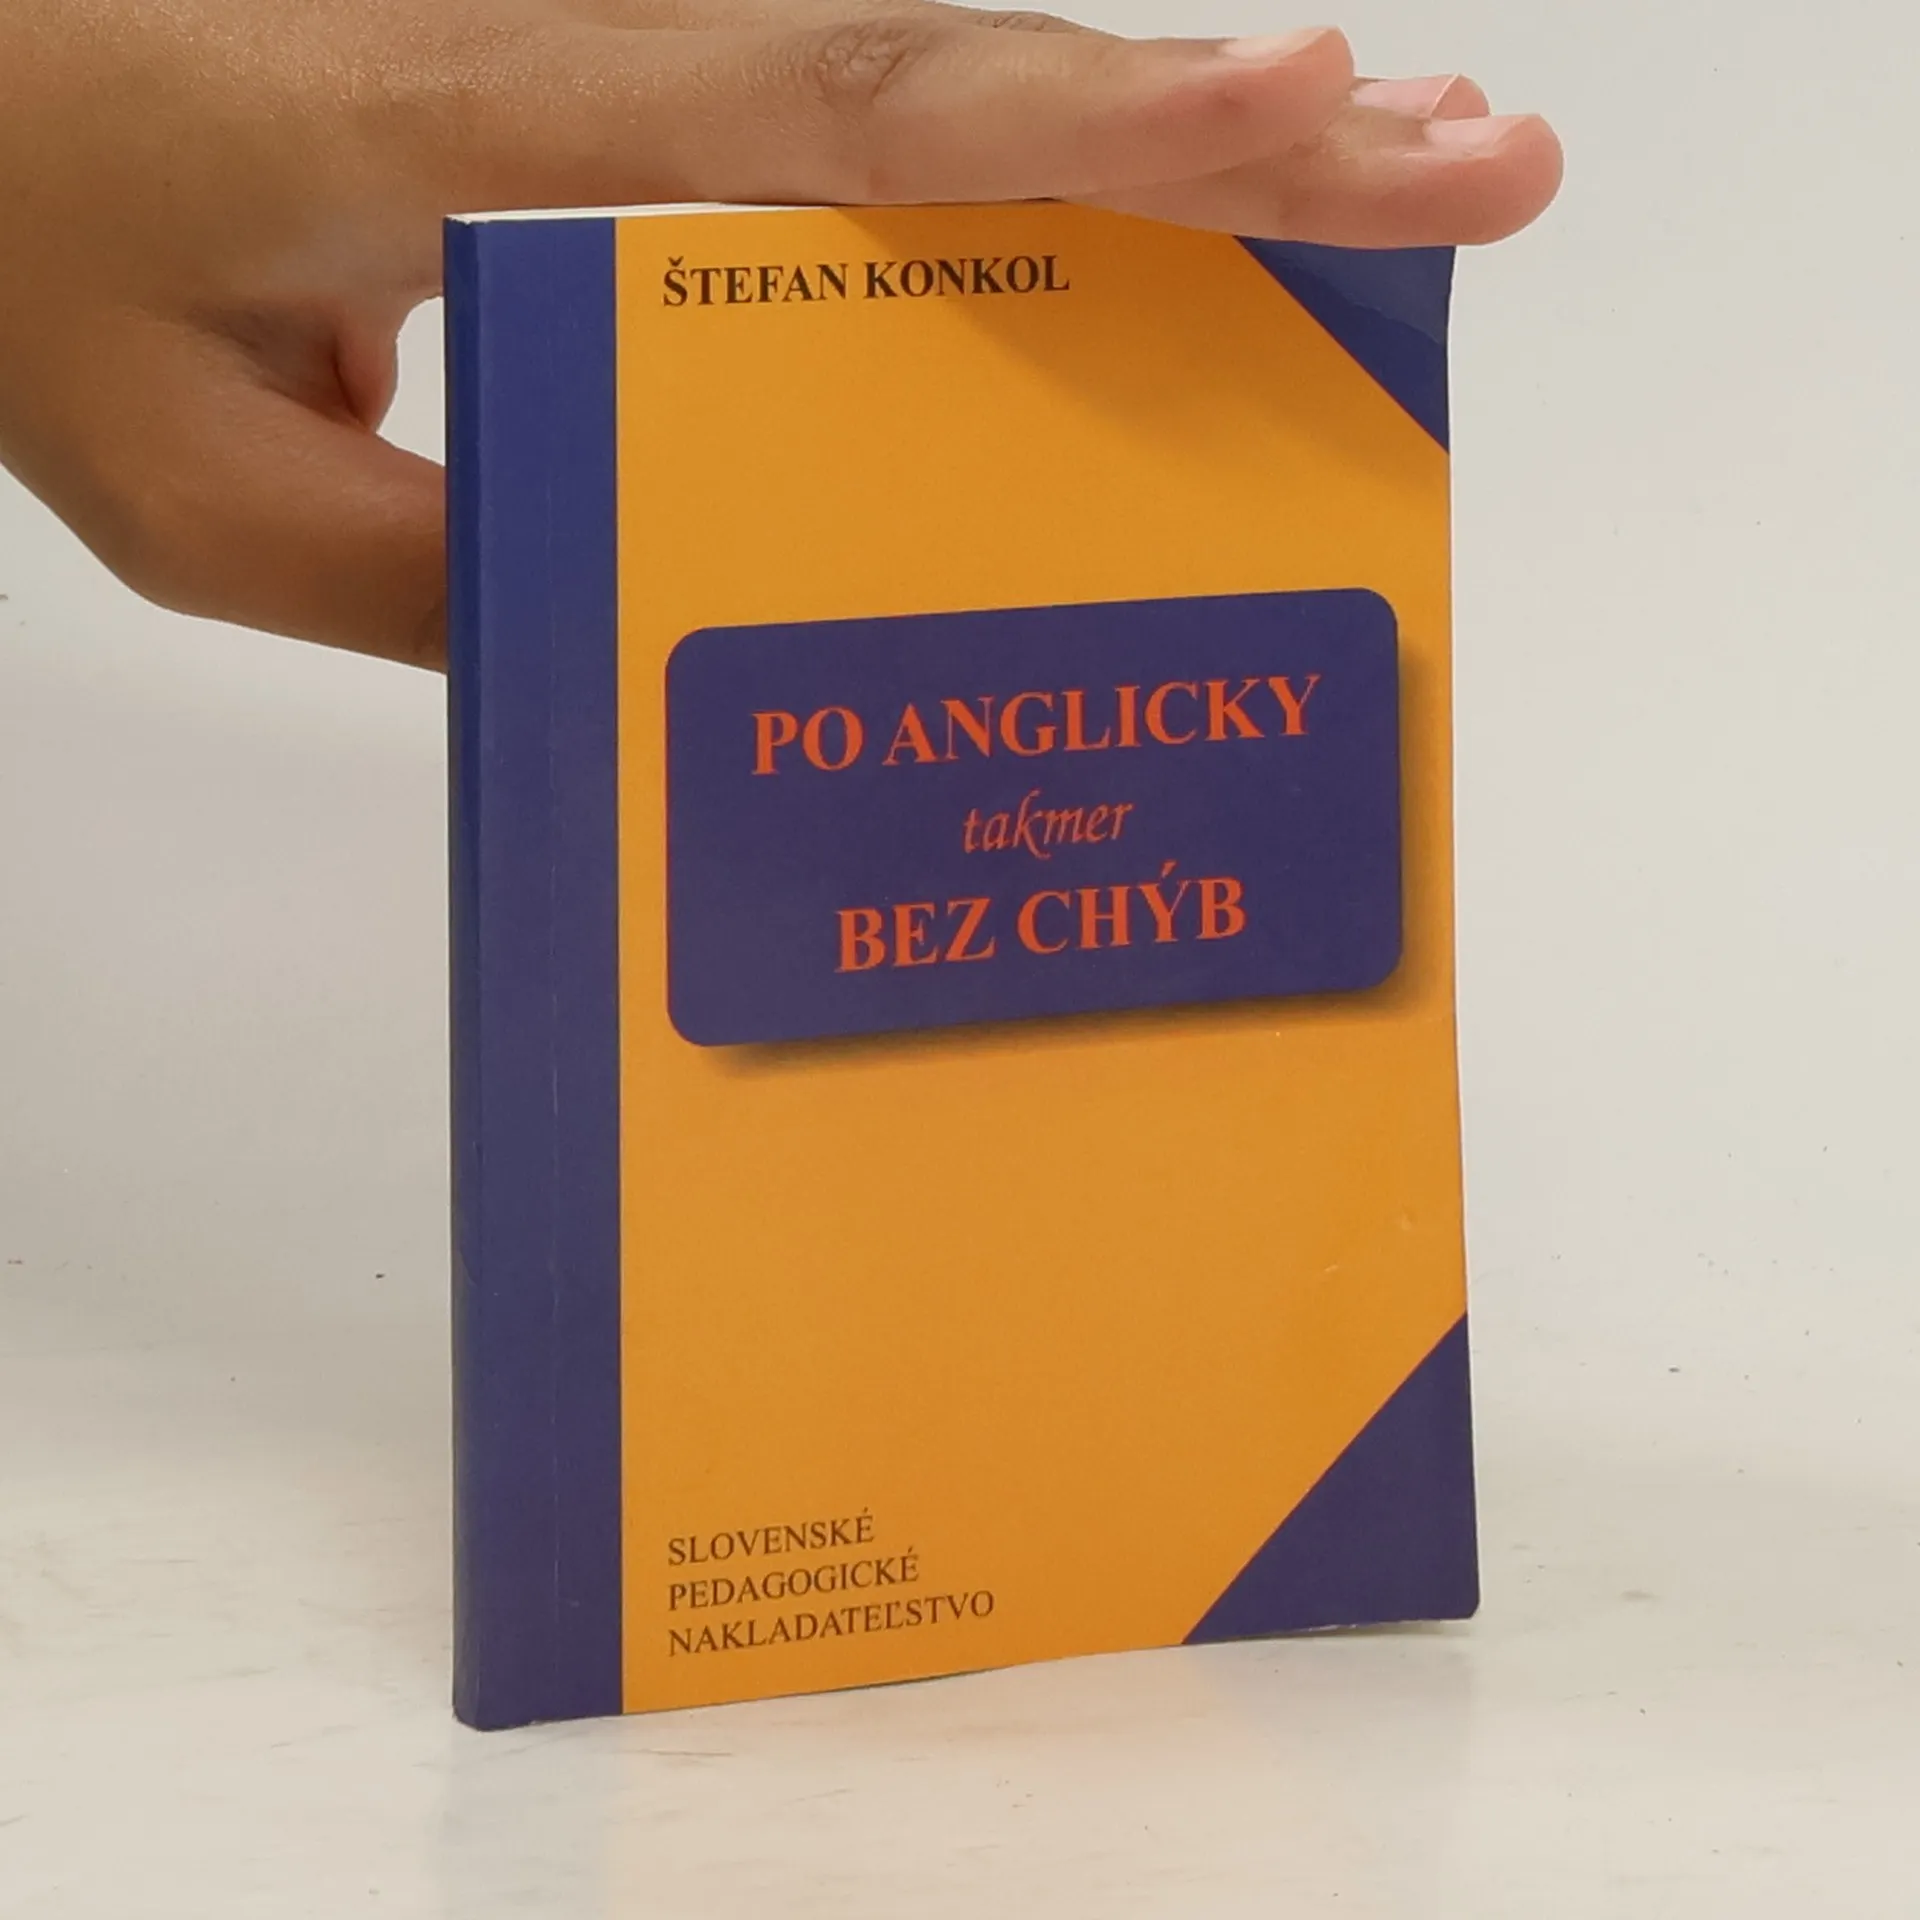 ŠTEFAN KONKOL
PO ANGLICKY
takmer
BEZ CHÝB
SLOVENSKÉ
PEDAGOGICKÉ
NAKLADATEĽSTVO